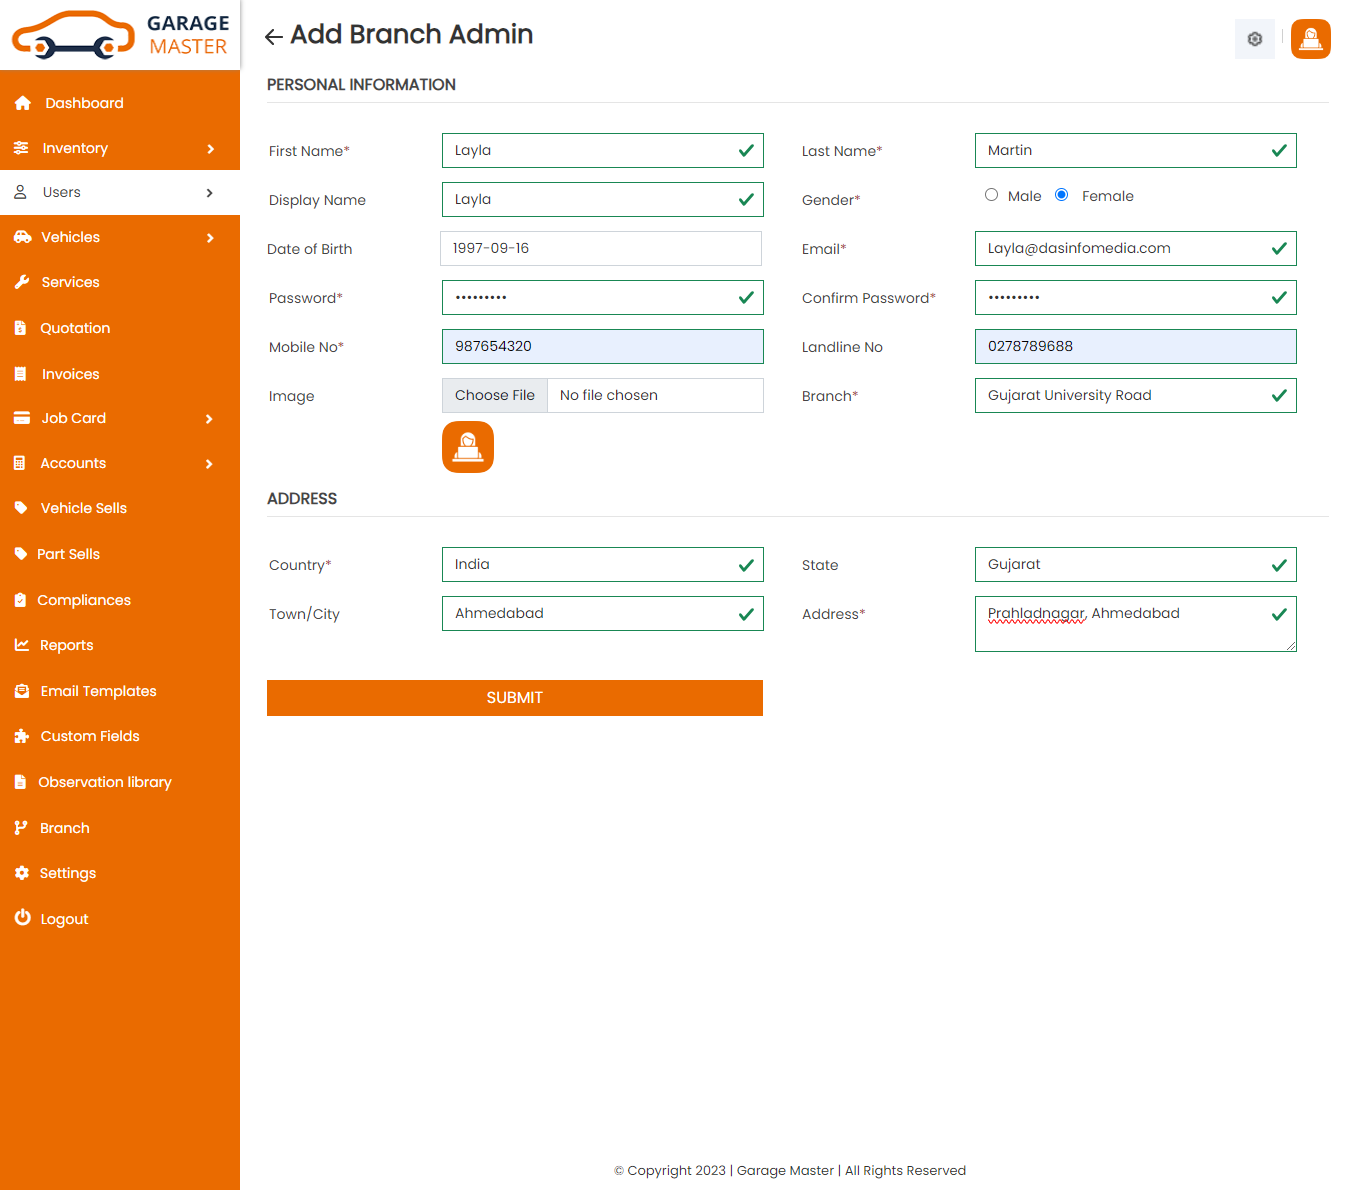 GARAGE
MASTER
Dashboard
Inventory
Users
Vehicles
Services
Quotation
Invoices
Job Card
Accounts
Vehicle Sells
Part Sells
Compliances
Reports
Email Templates
Custom Fields
Observation library
Branch
Settings
Logout
Add Branch Admin
PERSONAL INFORMATION
First Name* Layla Last Name* Martin
Display Name Layla Gender* Male Female
Date of Birth 1997-09-16 Email* Layla@dasinfomedia.com
Password* ••••••••• Confirm Password* •••••••••
Mobile No* 987654320 Landline No 0278789688
Image Choose File No file chosen Branch* Gujarat University Road
ADDRESS
Country* India State Gujarat
Town/City Ahmedabad Address* Prahladnagar, Ahmedabad
SUBMIT
© Copyright 2023 | Garage Master | All Rights Reserved